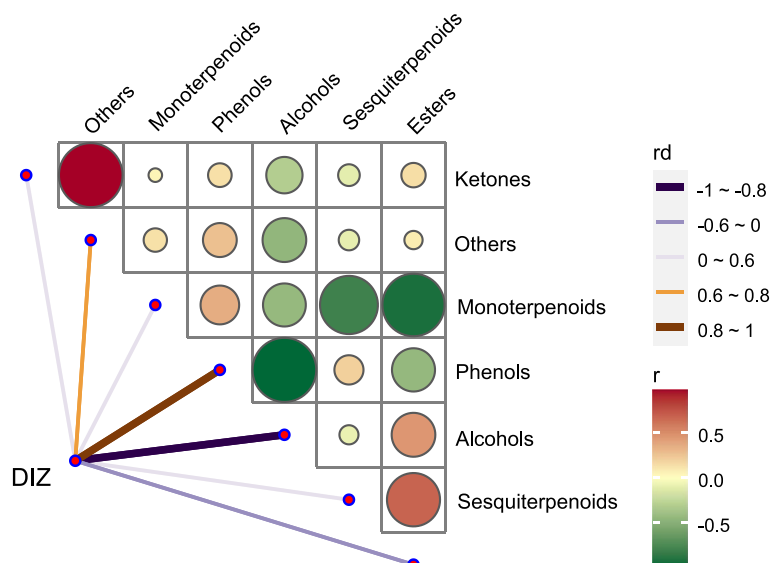 Others
Monoterpenoids
Phenols
Alcohols
Sesquiterpenoids
Esters
Ketones
Others
Monoterpenoids
Phenols
Alcohols
Sesquiterpenoids
DIZ
rd
-1 ~ -0.8
-0.6 ~ 0
0 ~ 0.6
0.6 ~ 0.8
0.8 ~ 1
r
0.5
0.0
-0.5